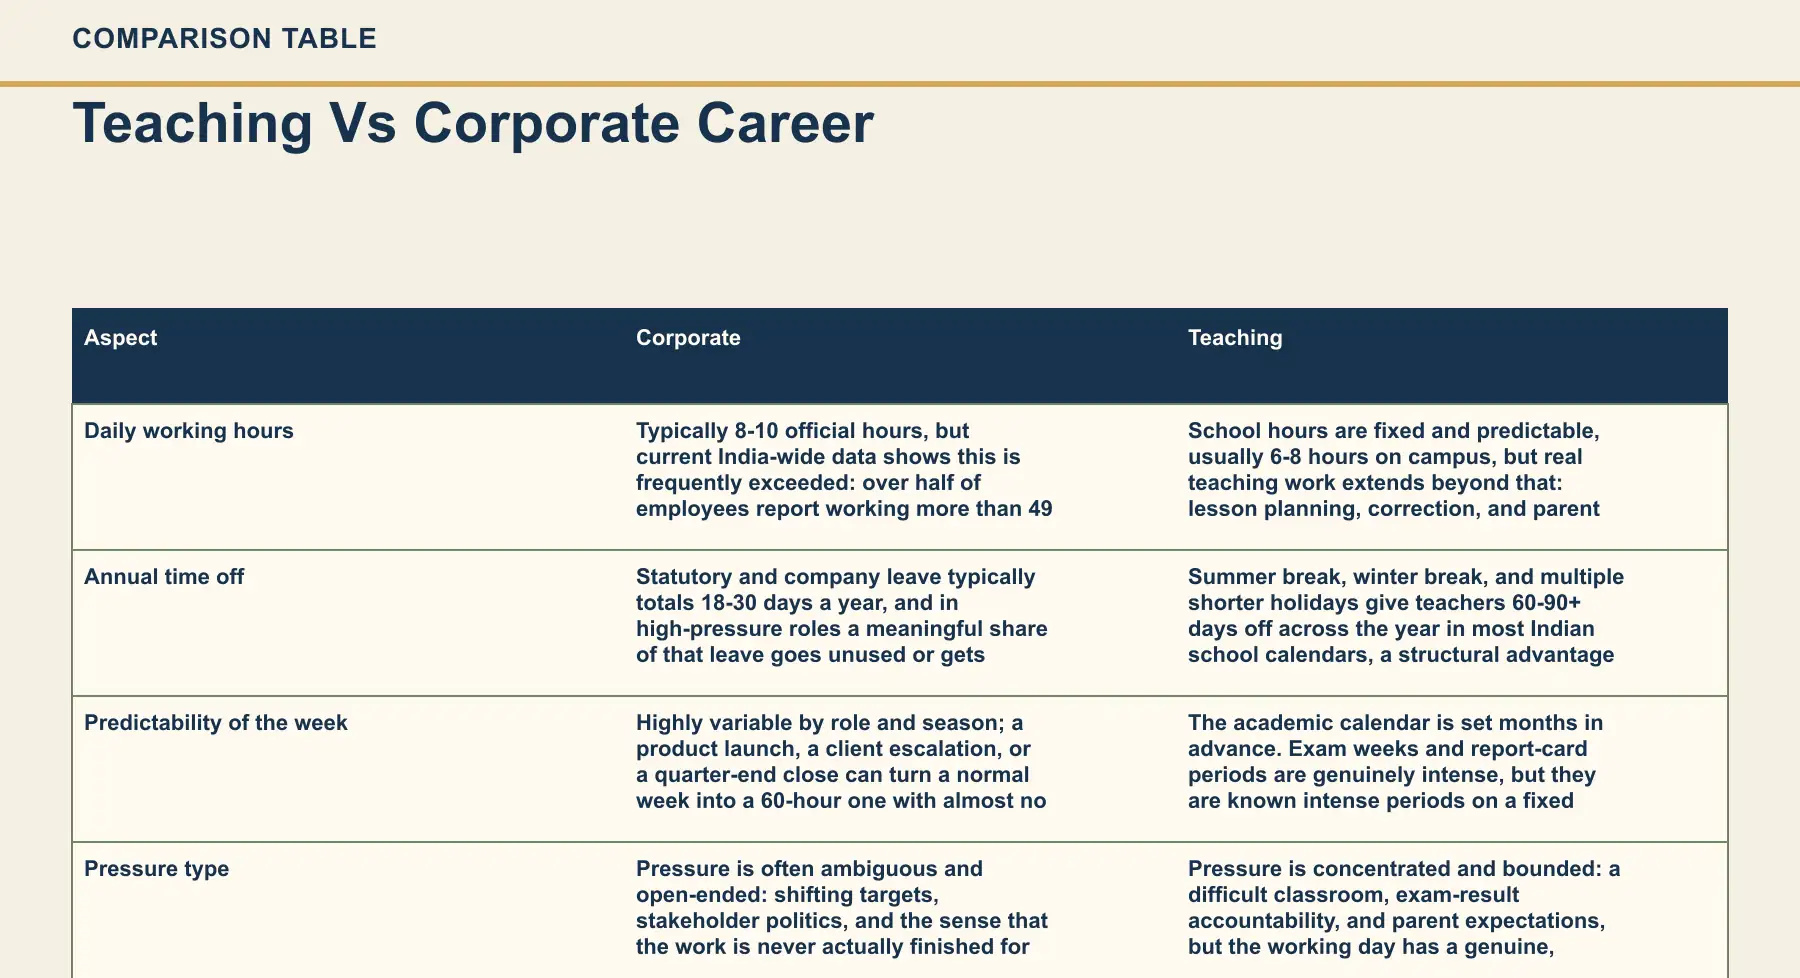 COMPARISON TABLE
Teaching Vs Corporate Career
Aspect
Corporate
Teaching
Daily working hours
Typically 8-10 official hours, but
current India-wide data shows this is
frequently exceeded: over half of
employees report working more than 49
School hours are fixed and predictable,
usually 6-8 hours on campus, but real
teaching work extends beyond that:
lesson planning, correction, and parent
Annual time off
Statutory and company leave typically
totals 18-30 days a year, and in
high-pressure roles a meaningful share
of that leave goes unused or gets
Summer break, winter break, and multiple
shorter holidays give teachers 60-90+
days off across the year in most Indian
school calendars, a structural advantage
Predictability of the week
Highly variable by role and season; a
product launch, a client escalation, or
a quarter-end close can turn a normal
week into a 60-hour one with almost no
The academic calendar is set months in
advance. Exam weeks and report-card
periods are genuinely intense, but they
are known intense periods on a fixed
Pressure type
Pressure is often ambiguous and
open-ended: shifting targets,
stakeholder politics, and the sense that
the work is never actually finished for
Pressure is concentrated and bounded: a
difficult classroom, exam-result
accountability, and parent expectations,
but the working day has a genuine,